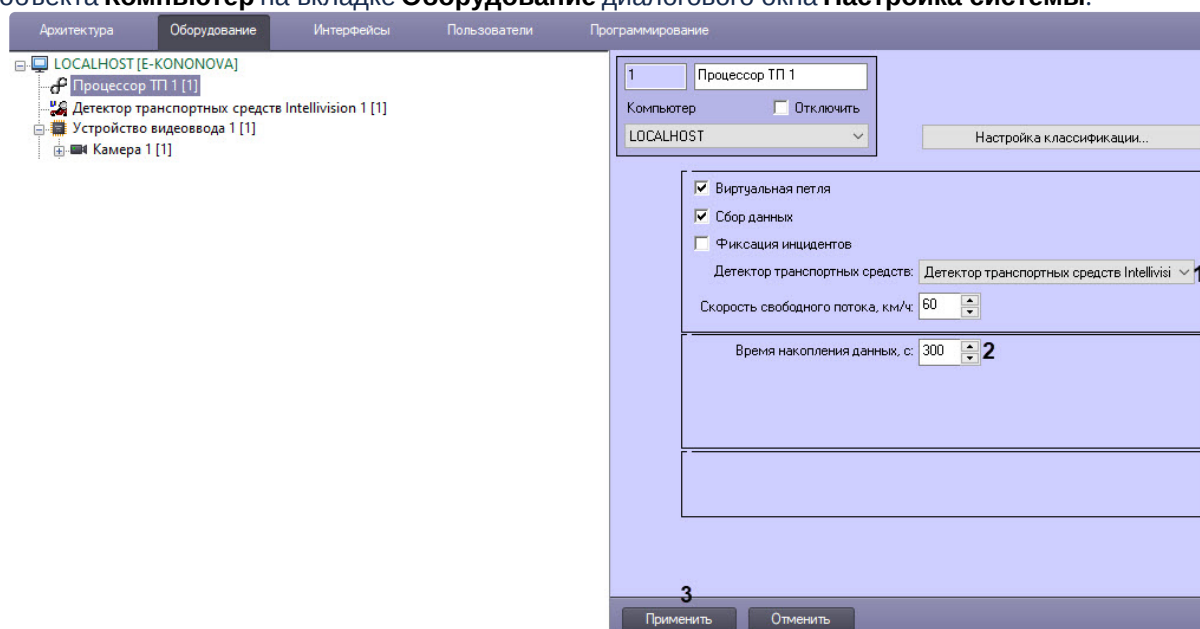 объекта Компьютер на вкладке Оборудование диалогового окна Настройка системы.
Архитектура Оборудование Интерфейсы Пользователи Программирование
LOCALHOST [E-KONONOVA]
Процессор ТП 1 [1]
Детектор транспортных средств Intellivision 1 [1]
Устройство видеоввода 1 [1]
Камера 1 [1]
1 Процессор ТП 1
Компьютер Отключить
LOCALHOST
Настройка классификации...
Виртуальная петля
Сбор данных
Фиксация инцидентов
Детектор транспортных средств: Детектор транспортных средств Intellivisi 1
Скорость свободного потока, км/ч: 60
Время накопления данных, с: 300 2
3
Применить Отменить